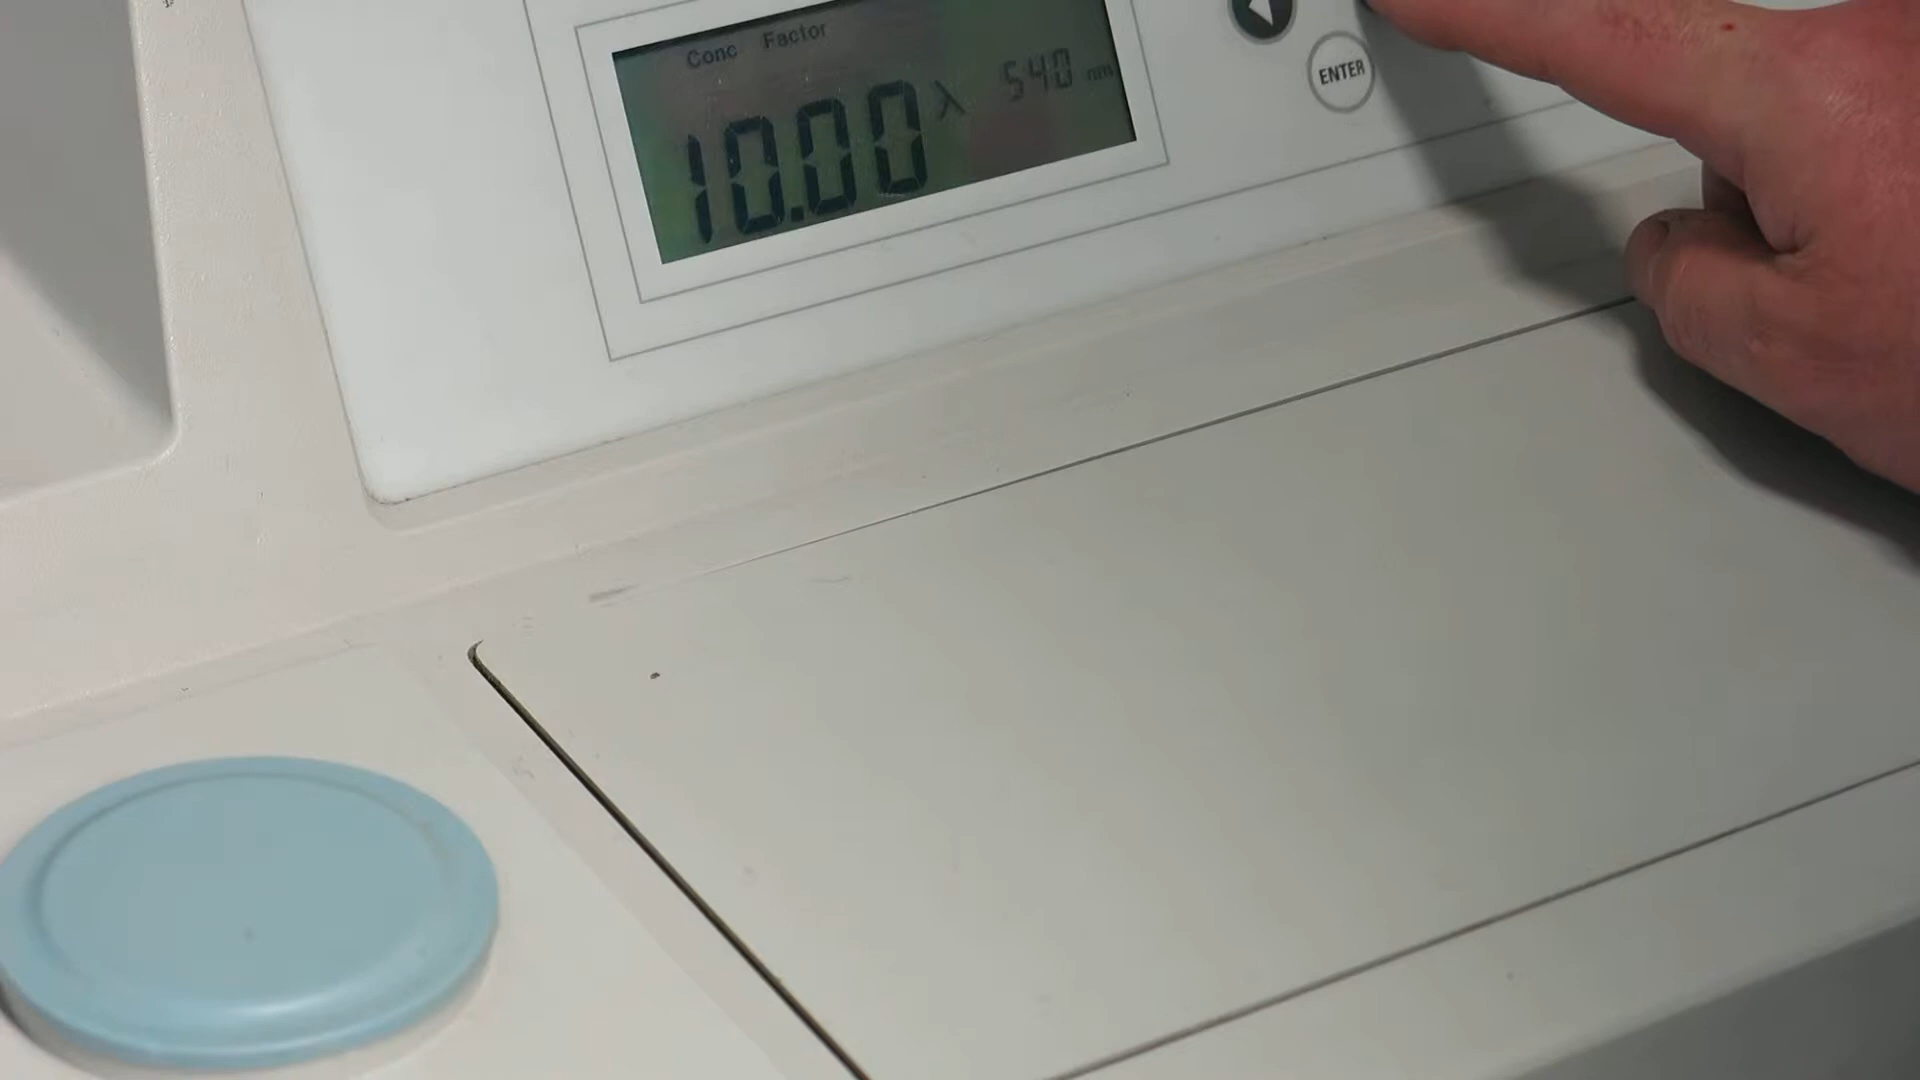 Conc Factor
10.00 λ 540 nm
ENTER